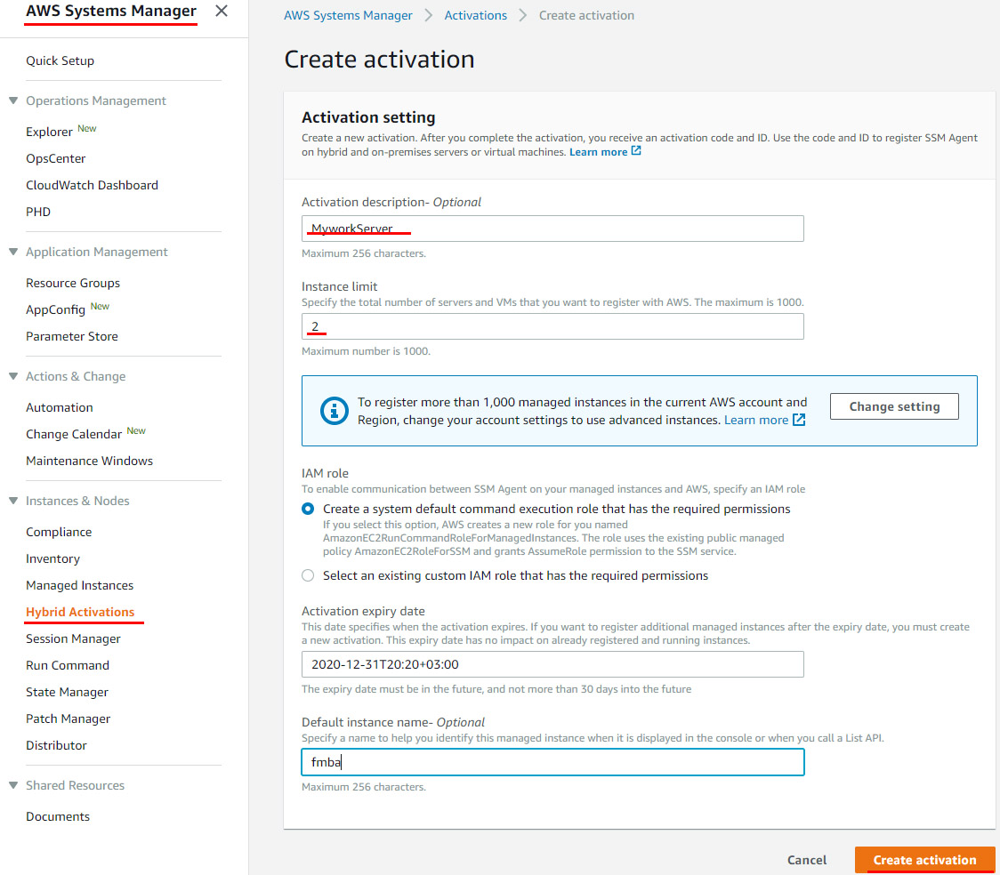 AWS Systems Manager
Quick Setup
Operations Management
Explorer New
OpsCenter
CloudWatch Dashboard
PHD
Application Management
Resource Groups
AppConfig New
Parameter Store
Actions & Change
Automation
Change Calendar New
Maintenance Windows
Instances & Nodes
Compliance
Inventory
Managed Instances
Hybrid Activations
Session Manager
Run Command
State Manager
Patch Manager
Distributor
Shared Resources
Documents
AWS Systems Manager > Activations > Create activation
Create activation
Activation setting
Create a new activation. After you complete the activation, you receive an activation code and ID. Use the code and ID to register SSM Agent
on hybrid and on-premises servers or virtual machines. Learn more
Activation description- Optional
MyworkServer
Maximum 256 characters.
Instance limit
Specify the total number of servers and VMs that you want to register with AWS. The maximum is 1000.
2
Maximum number is 1000.
To register more than 1,000 managed instances in the current AWS account and
Region, change your account settings to use advanced instances. Learn more
Change setting
IAM role
To enable communication between SSM Agent on your managed instances and AWS, specify an IAM role
Create a system default command execution role that has the required permissions
If you select this option, AWS creates a new role for you named
AmazonEC2RunCommandRoleForManagedInstances. The role uses the existing public managed
policy AmazonEC2RoleForSSM and grants AssumeRole permission to the SSM service.
Select an existing custom IAM role that has the required permissions
Activation expiry date
This date specifies when the activation expires. If you want to register additional managed instances after the expiry date, you must create
a new activation. This expiry date has no impact on already registered and running instances.
2020-12-31T20:20+03:00
The expiry date must be in the future, and not more than 30 days into the future
Default instance name- Optional
Specify a name to help you identify this managed instance when it is displayed in the console or when you call a List API.
fmba
Maximum 256 characters.
Cancel
Create activation